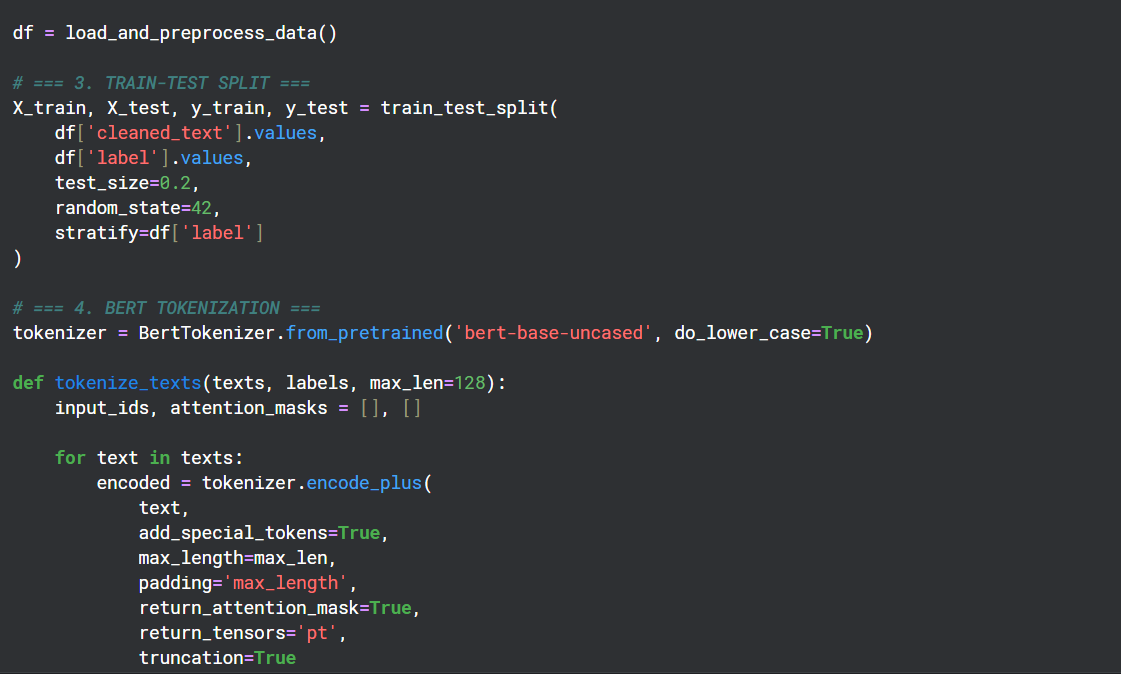 df = load_and_preprocess_data()
# === 3. TRAIN-TEST SPLIT ===
X_train, X_test, y_train, y_test = train_test_split(
    df['cleaned_text'].values,
    df['label'].values,
    test_size=0.2,
    random_state=42,
    stratify=df['label']
)
# === 4. BERT TOKENIZATION ===
tokenizer = BertTokenizer.from_pretrained('bert-base-uncased', do_lower_case=True)
def tokenize_texts(texts, labels, max_len=128):
    input_ids, attention_masks = [], []
    for text in texts:
        encoded = tokenizer.encode_plus(
            text,
            add_special_tokens=True,
            max_length=max_len,
            padding='max_length',
            return_attention_mask=True,
            return_tensors='pt',
            truncation=True